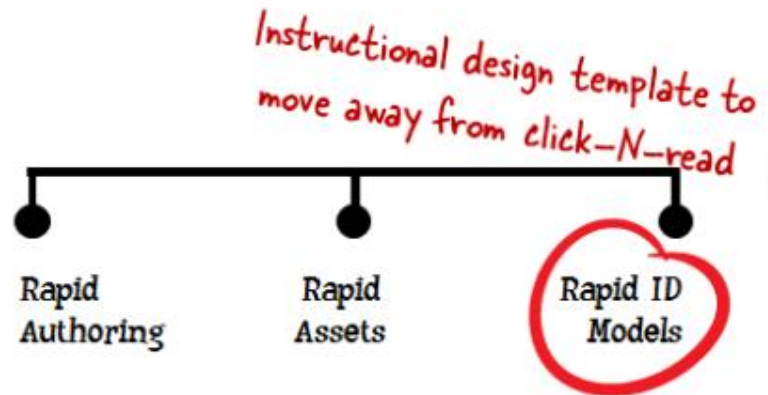 Instructional design template to
move away from click-N-read
Rapid
Authoring
Rapid
Assets
Rapid ID
Models